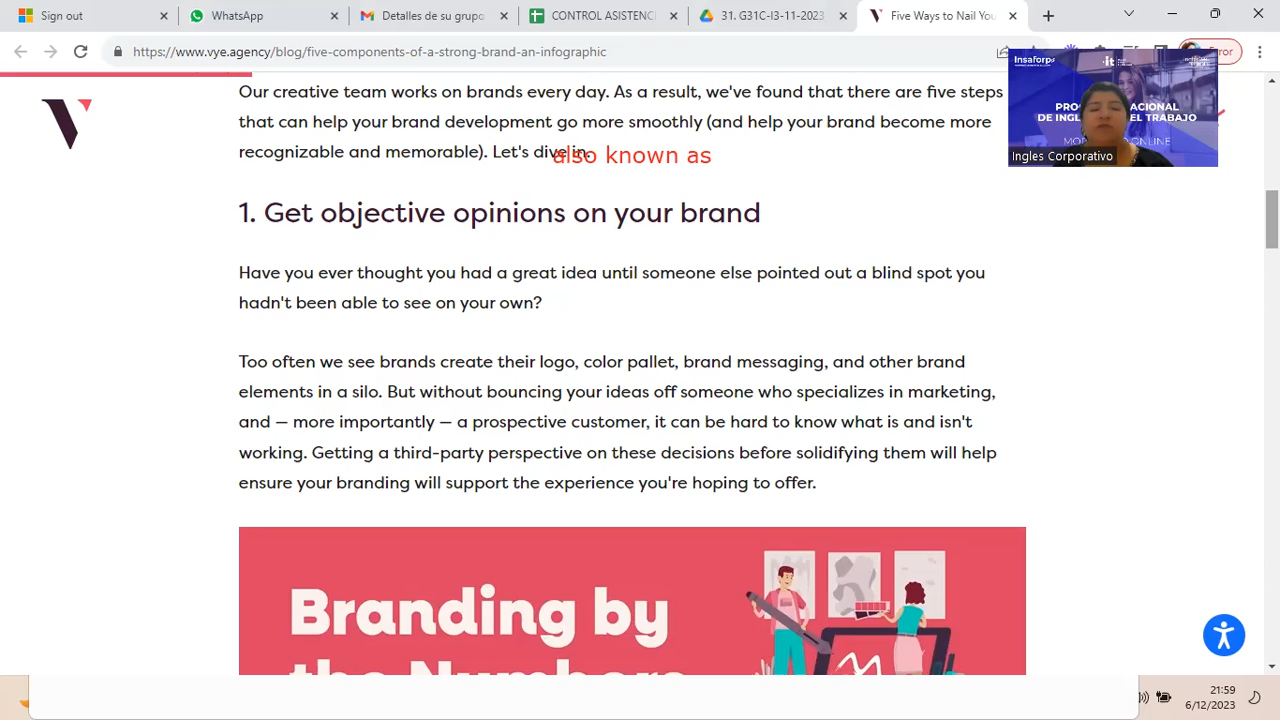 Sign out
WhatsApp
Detalles de tu grupo
CONTROL ASISTENCI
31. G31C-I3-11-2023
Five Ways to Nail You
https://www.vye.agency/blog/five-components-of-a-strong-brand-an-infographic
Error
Our creative team works on brands every day. As a result, we've found that there are five steps
that can help your brand development go more smoothly (and help your brand become more
recognizable and memorable). Let's dive in.
also known as
Insaforp
DE INGL
EL TRABAJO
Ingles Corporativo
1. Get objective opinions on your brand
Have you ever thought you had a great idea until someone else pointed out a blind spot you
hadn't been able to see on your own?
Too often we see brands create their logo, color pallet, brand messaging, and other brand
elements in a silo. But without bouncing your ideas off someone who specializes in marketing,
and — more importantly — a prospective customer, it can be hard to know what is and isn't
working. Getting a third-party perspective on these decisions before solidifying them will help
ensure your branding will support the experience you're hoping to offer.
Branding by
the Numbers
21:59
6/12/2023